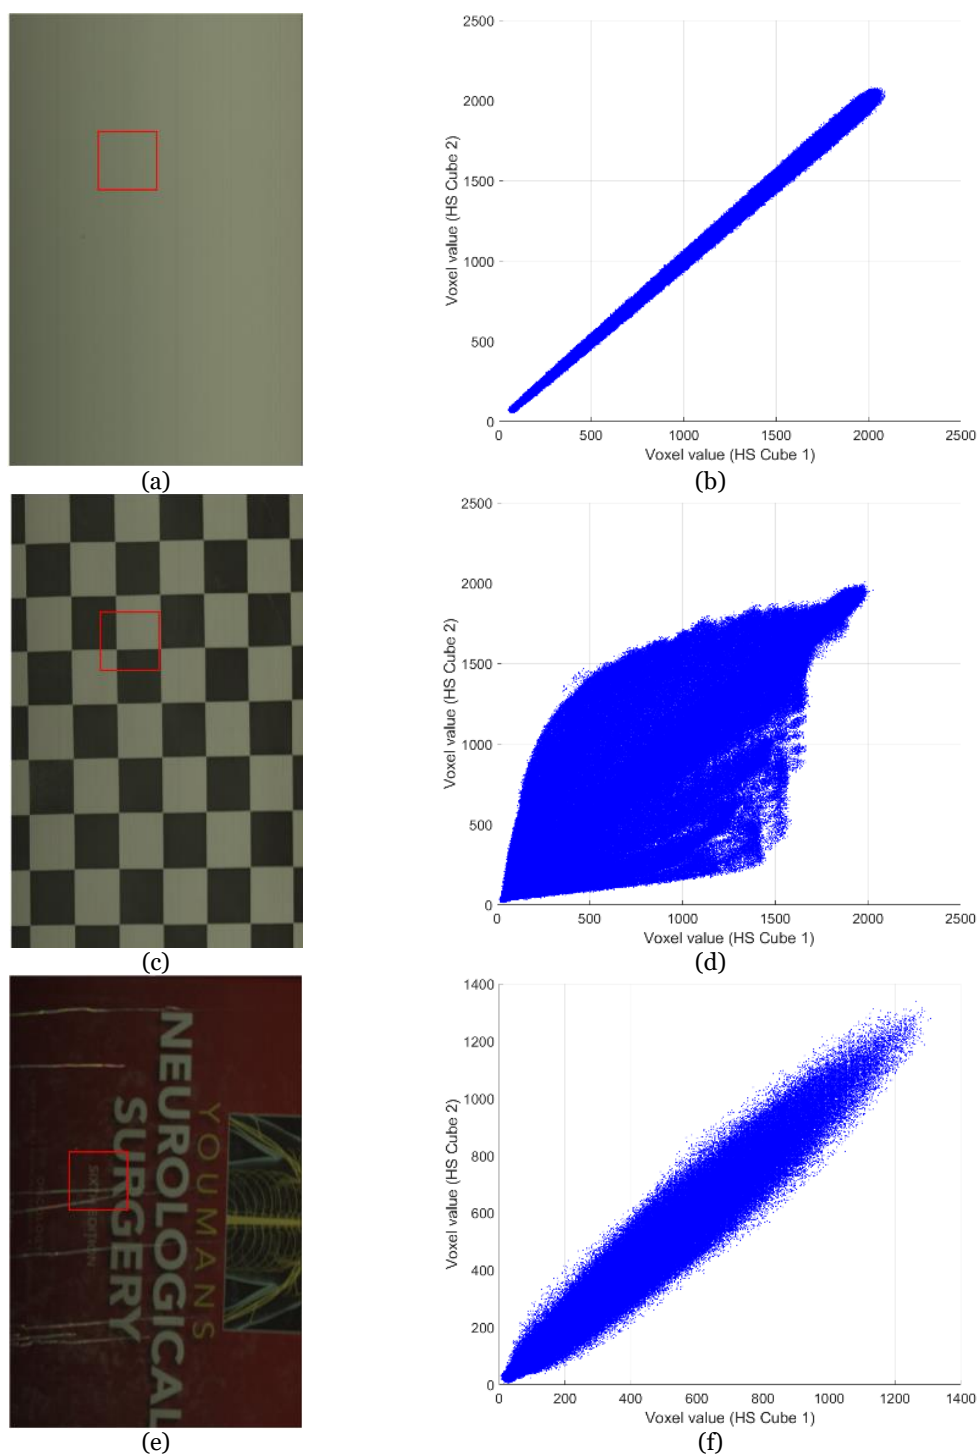 2500
2000
1500
1000
500
0
0 500 1000 1500 2000 2500
Voxel value (HS Cube 2)
Voxel value (HS Cube 1)
(a) (b)
2500
2000
1500
1000
500
0
0 500 1000 1500 2000 2500
Voxel value (HS Cube 2)
Voxel value (HS Cube 1)
(c) (d)
YOUMANS
NEUROLOGICAL
SURGERY
1400
1200
1000
800
600
400
200
0
0 200 400 600 800 1000 1200 1400
Voxel value (HS Cube 2)
Voxel value (HS Cube 1)
(e) (f)